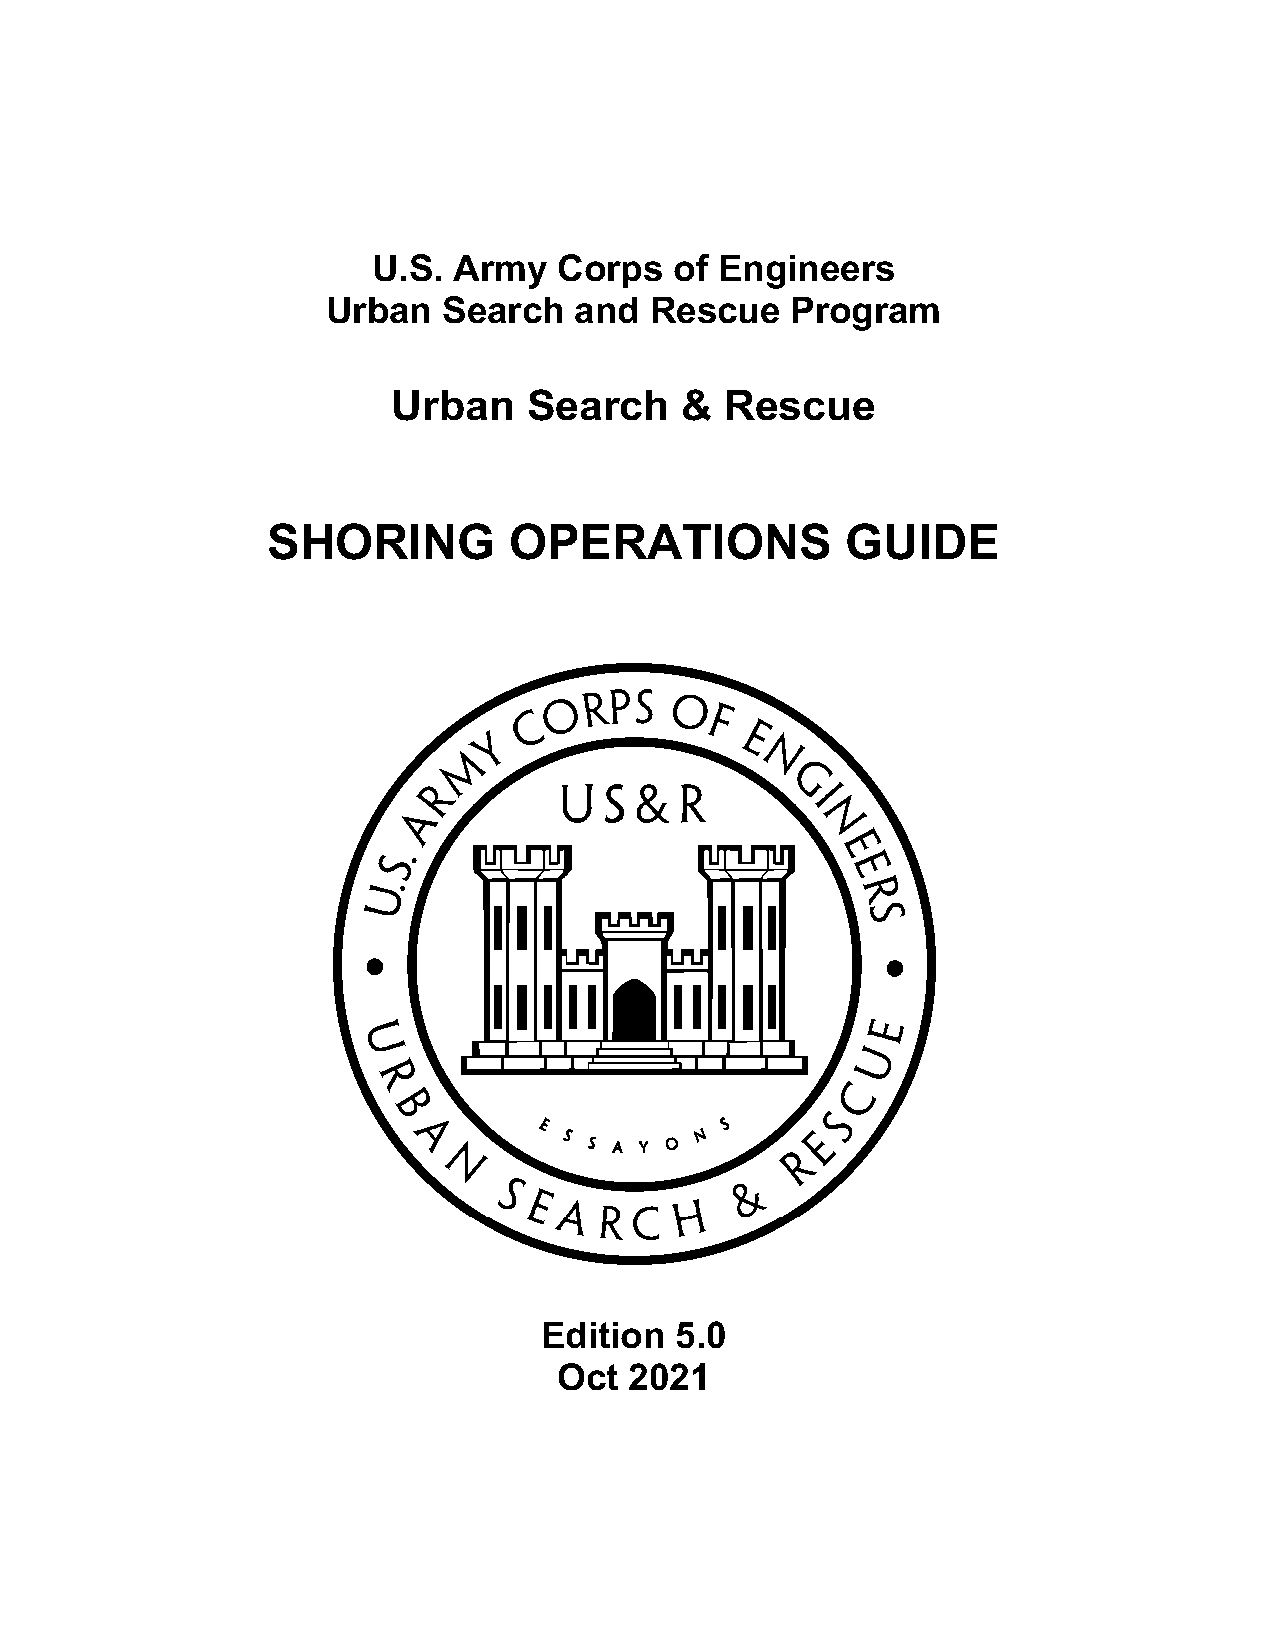 U.S. Army Corps of Engineers
Urban Search and Rescue Program
Urban Search & Rescue
SHORING OPERATIONS GUIDE
U.S. ARMY CORPS OF ENGINEERS
US&R
ESSAYONS
URBAN SEARCH & RESCUE
Edition 5.0
Oct 2021